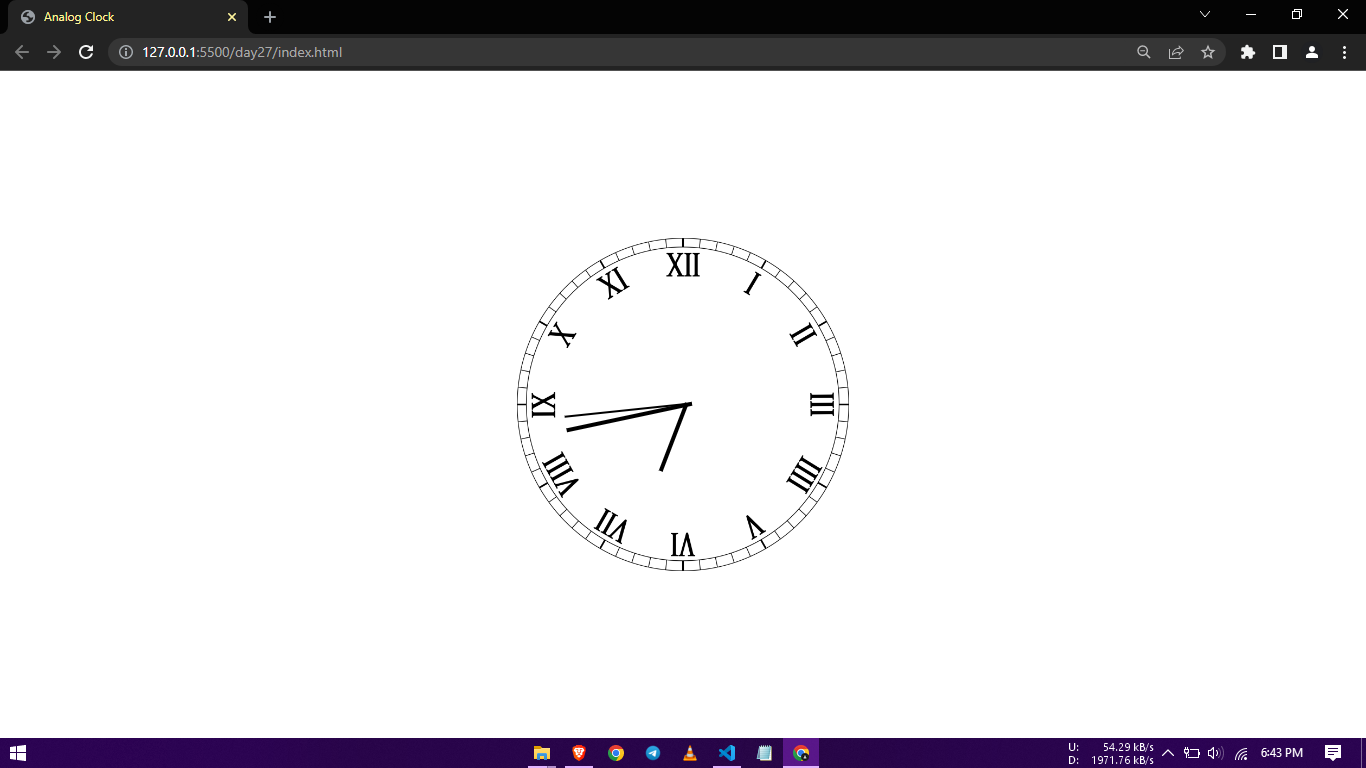 Analog Clock
127.0.0.1:5500/day27/index.html
XII
I
II
III
IIII
V
VI
VII
VIII
IX
X
XI
U: 54.29 kB/s
D: 1971.76 kB/s
6:43 PM